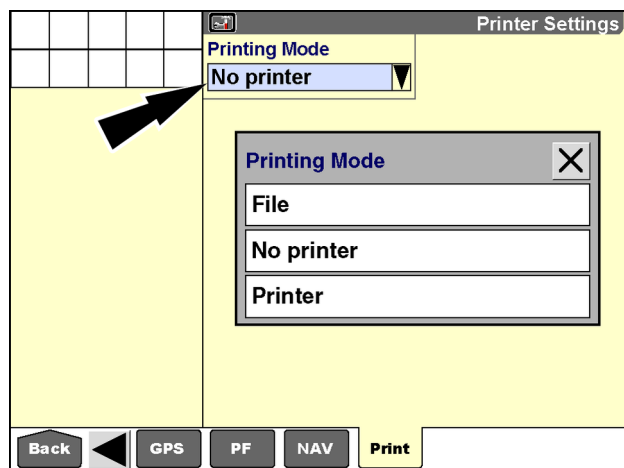 Printer Settings
Printing Mode
No printer
Printing Mode
File
No printer
Printer
Back GPS PF NAV Print